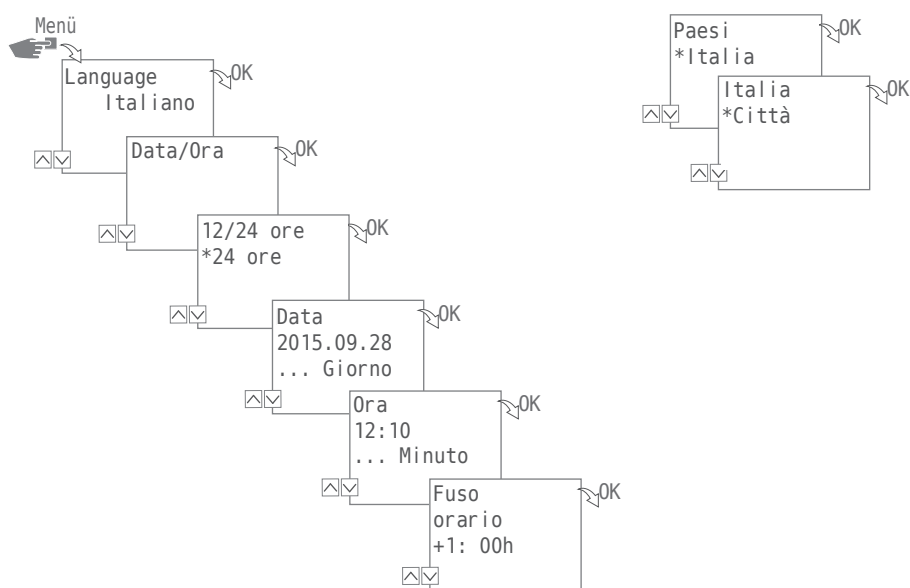 Menü
Language
Italiano
OK
Data/Ora
OK
12/24 ore
*24 ore
OK
Data
2015.09.28
... Giorno
OK
Ora
12:10
... Minuto
OK
Fuso
orario
+1: 00h
OK
Paesi
*Italia
OK
Italia
*Città
OK